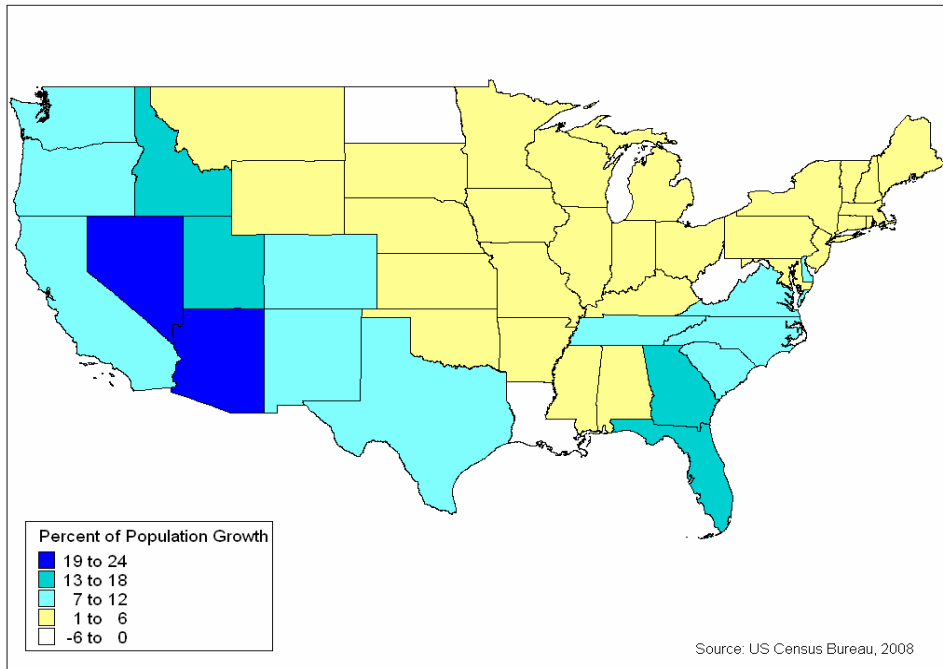 Percent of Population Growth
19 to 24
13 to 18
7 to 12
1 to 6
-6 to 0
Source: US Census Bureau, 2008